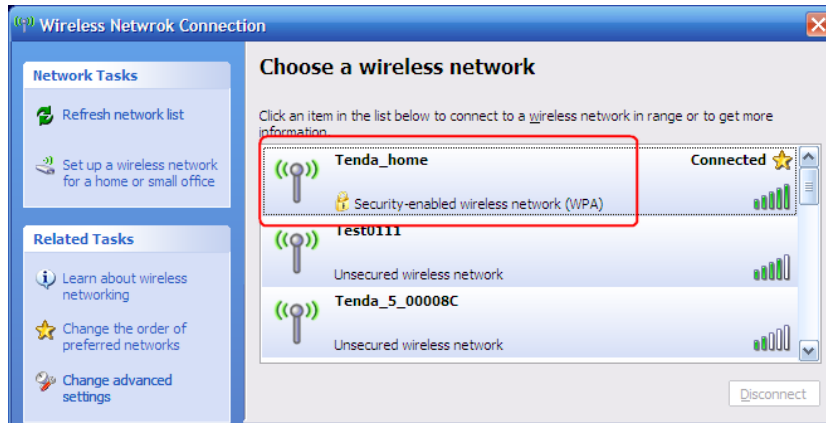 Wireless Netwrok Connection
Network Tasks
Refresh network list
Set up a wireless network
for a home or small office
Related Tasks
Learn about wireless
networking
Change the order of
preferred networks
Change advanced
settings
Choose a wireless network
Click an item in the list below to connect to a wireless network in range or to get more
information.
Tenda_home
Connected
Security-enabled wireless network (WPA)
Test0111
Unsecured wireless network
Tenda_5_00008C
Unsecured wireless network
Disconnect